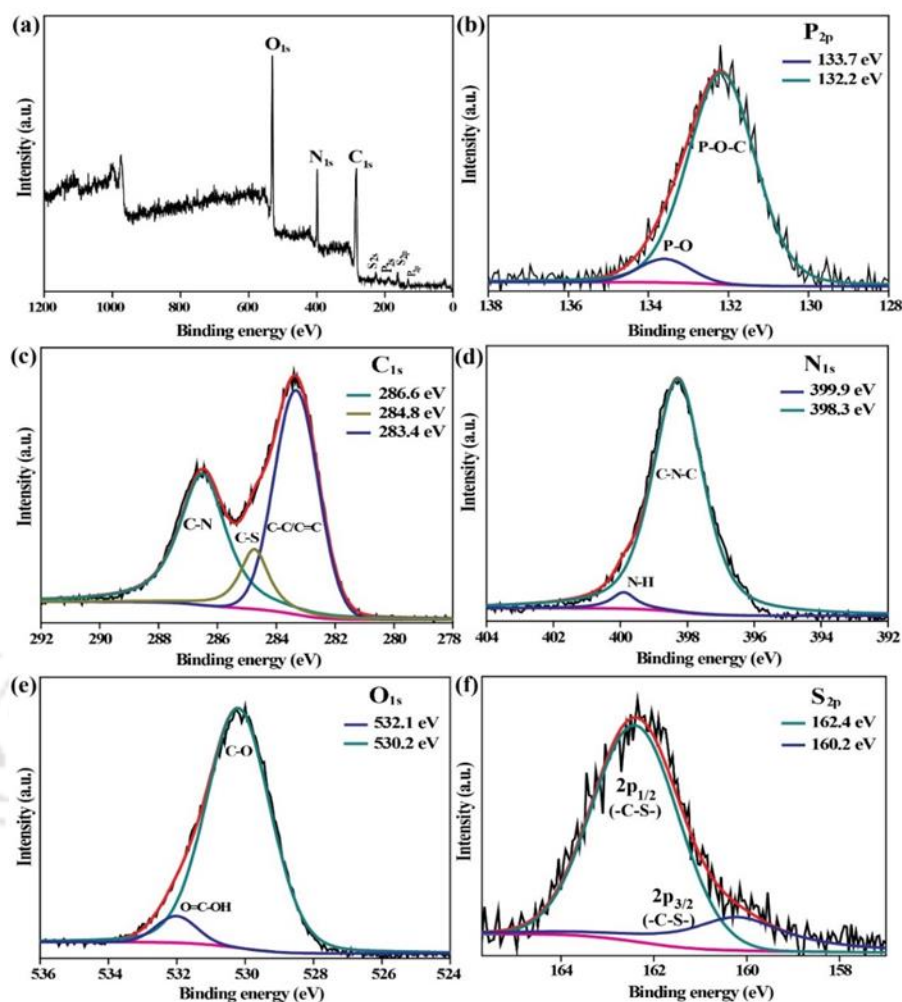 (a)
O1s
N1s
C1s
S2s
P2s
S2p
P2p
Intensity (a.u.)
1200 1000 800 600 400 200 0
Binding energy (eV)
(b)
P2p
133.7 eV
132.2 eV
P-O-C
P-O
Intensity (a.u.)
138 136 134 132 130 128
Binding energy (eV)
(c)
C1s
286.6 eV
284.8 eV
283.4 eV
C-N
C-S
C-C/C=C
Intensity (a.u.)
292 290 288 286 284 282 280 278
Binding energy (eV)
(d)
N1s
399.9 eV
398.3 eV
C-N-C
N-H
Intensity (a.u.)
404 402 400 398 396 394 392
Binding energy (eV)
(e)
O1s
532.1 eV
530.2 eV
C-O
O=C-OH
Intensity (a.u.)
536 534 532 530 528 526 524
Binding energy (eV)
(f)
S2p
162.4 eV
160.2 eV
2p1/2
(-C-S-)
2p3/2
(-C-S-)
Intensity (a.u.)
164 162 160 158
Binding energy (eV)